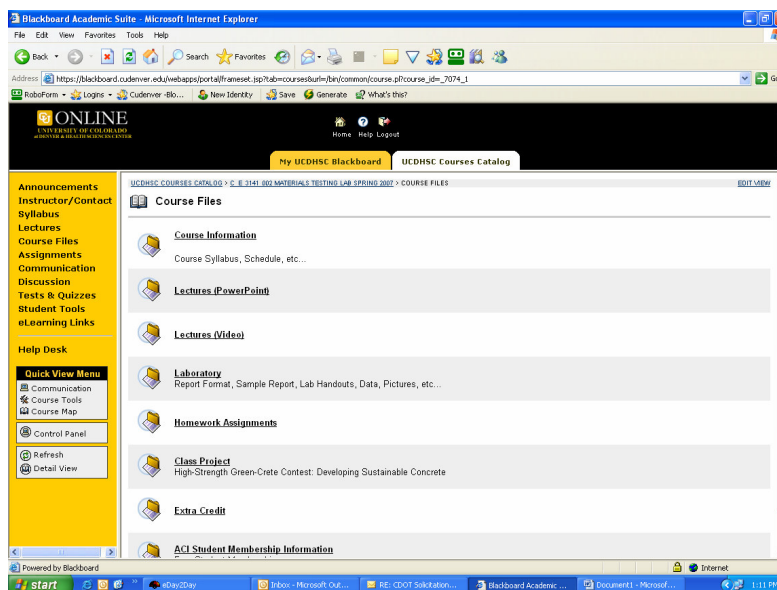 Blackboard Academic Suite - Microsoft Internet Explorer
File Edit View Favorites Tools Help
Back Search Favorites
Address https://blackboard.cudenver.edu/webapps/portal/frameset.jsp?tab=courses&url=/bin/common/course.pl?course_id=_7074_1 Go
RoboForm Logins Cudenver -Blo... New Identity Save Generate What's this?
ONLINE
UNIVERSITY OF COLORADO
at DENVER & HEALTH SCIENCES CENTER
Home Help Logout
My UCDHSC Blackboard UCDHSC Courses Catalog
UCDHSC COURSES CATALOG > C E 3141 002 MATERIALS TESTING LAB SPRING 2007 > COURSE FILES EDIT VIEW
Announcements
Instructor/Contact
Syllabus
Lectures
Course Files
Assignments
Communication
Discussion
Tests & Quizzes
Student Tools
eLearning Links
Help Desk
Quick View Menu
Communication
Course Tools
Course Map
Control Panel
Refresh
Detail View
Course Files
Course Information
Course Syllabus, Schedule, etc...
Lectures (PowerPoint)
Lectures (Video)
Laboratory
Report Format, Sample Report, Lab Handouts, Data, Pictures, etc...
Homework Assignments
Class Project
High-Strength Green-Crete Contest: Developing Sustainable Concrete
Extra Credit
ACI Student Membership Information
Powered by Blackboard Internet
start eDay2Day Inbox - Microsoft Out... RE: CDOT Solicitation... Blackboard Academic ... Document1 - Microsof... 1:11 PM